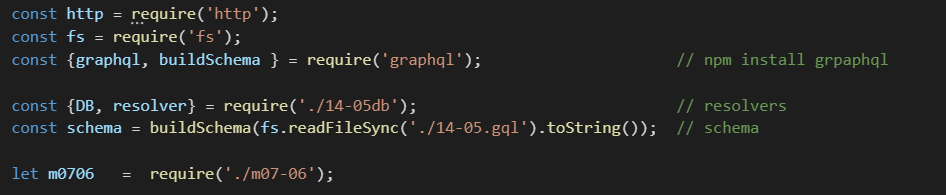 const http = require('http');
const fs = require('fs');
const {graphql, buildSchema } = require('graphql');                    // npm install grpaphql
const {DB, resolver} = require('./14-05db');                           // resolvers
const schema = buildSchema(fs.readFileSync('./14-05.gql').toString());  // schema
let m0706   =  require('./m07-06');